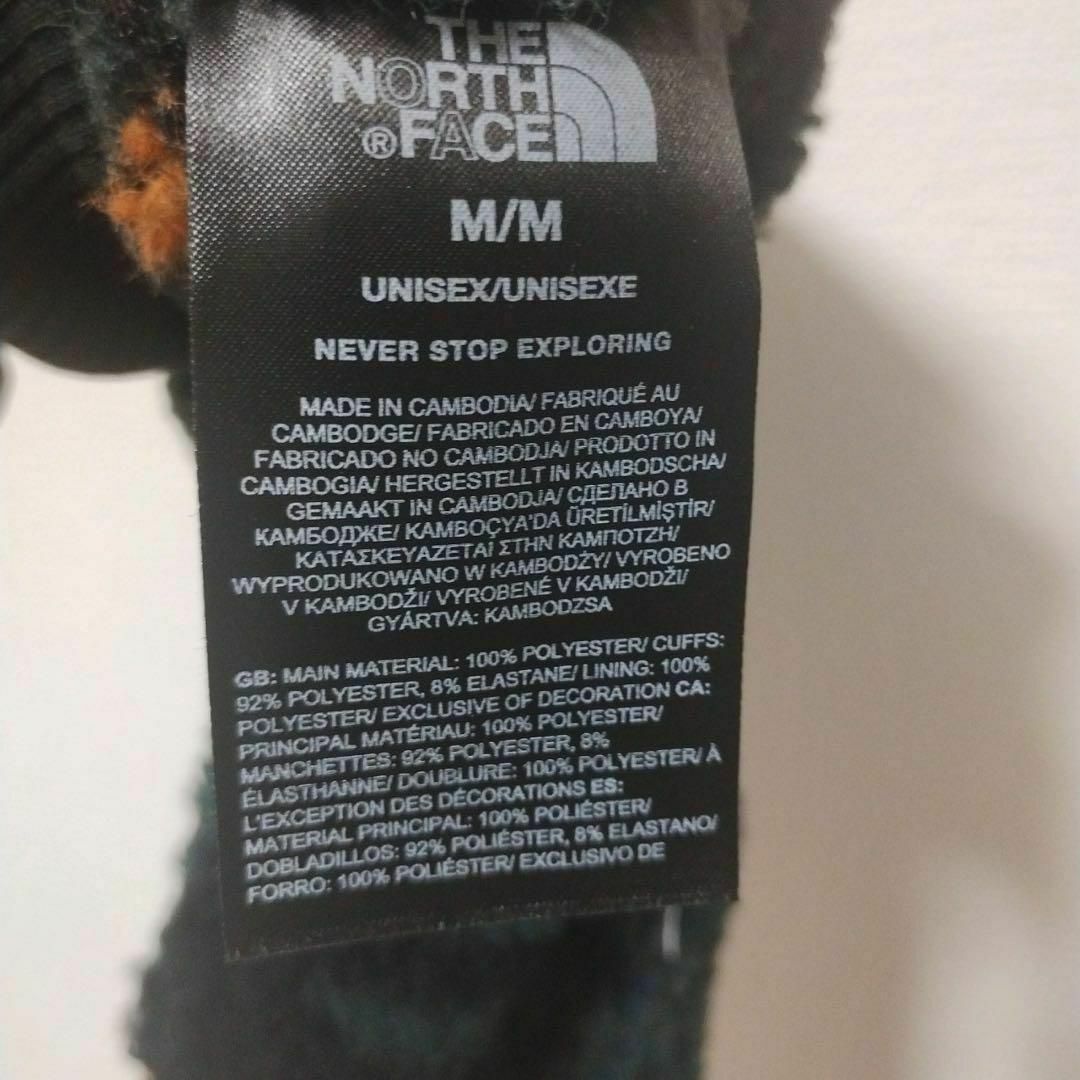 THE
NORTH
®FACE
M/M
UNISEX/UNISEXE
NEVER STOP EXPLORING
MADE IN CAMBODIA/ FABRIQUÉ AU
CAMBODGE/ FABRICADO EN CAMBOYA/
FABRICADO NO CAMBODJA/ PRODOTTO IN
CAMBOGIA/ HERGESTELLT IN KAMBODSCHA/
GEMAAKT IN CAMBODJA/ СДЕЛАНО В
КАМБОДЖЕ/ KAMBOÇYA'DA ÜRETİLMİŞTİR/
ΚΑΤΑΣΚΕΥΑΖΕΤΑΙ ΣΤΗΝ ΚΑΜΠΟΤΖΗ/
WYPRODUKOWANO W KAMBODŻY/ VYROBENO
V KAMBODŽI/ VYROBENÉ V KAMBODŽI/
GYÁRTVA: KAMBODZSA
GB: MAIN MATERIAL: 100% POLYESTER/ CUFFS:
92% POLYESTER, 8% ELASTANE/ LINING: 100%
POLYESTER/ EXCLUSIVE OF DECORATION CA:
PRINCIPAL MATÉRIAU: 100% POLYESTER/
MANCHETTES: 92% POLYESTER, 8%
ÉLASTHANNE/ DOUBLURE: 100% POLYESTER/ À
L'EXCEPTION DES DÉCORATIONS ES:
MATERIAL PRINCIPAL: 100% POLIÉSTER/
DOBLADILLOS: 92% POLIÉSTER, 8% ELASTANO/
FORRO: 100% POLIÉSTER/ EXCLUSIVO DE